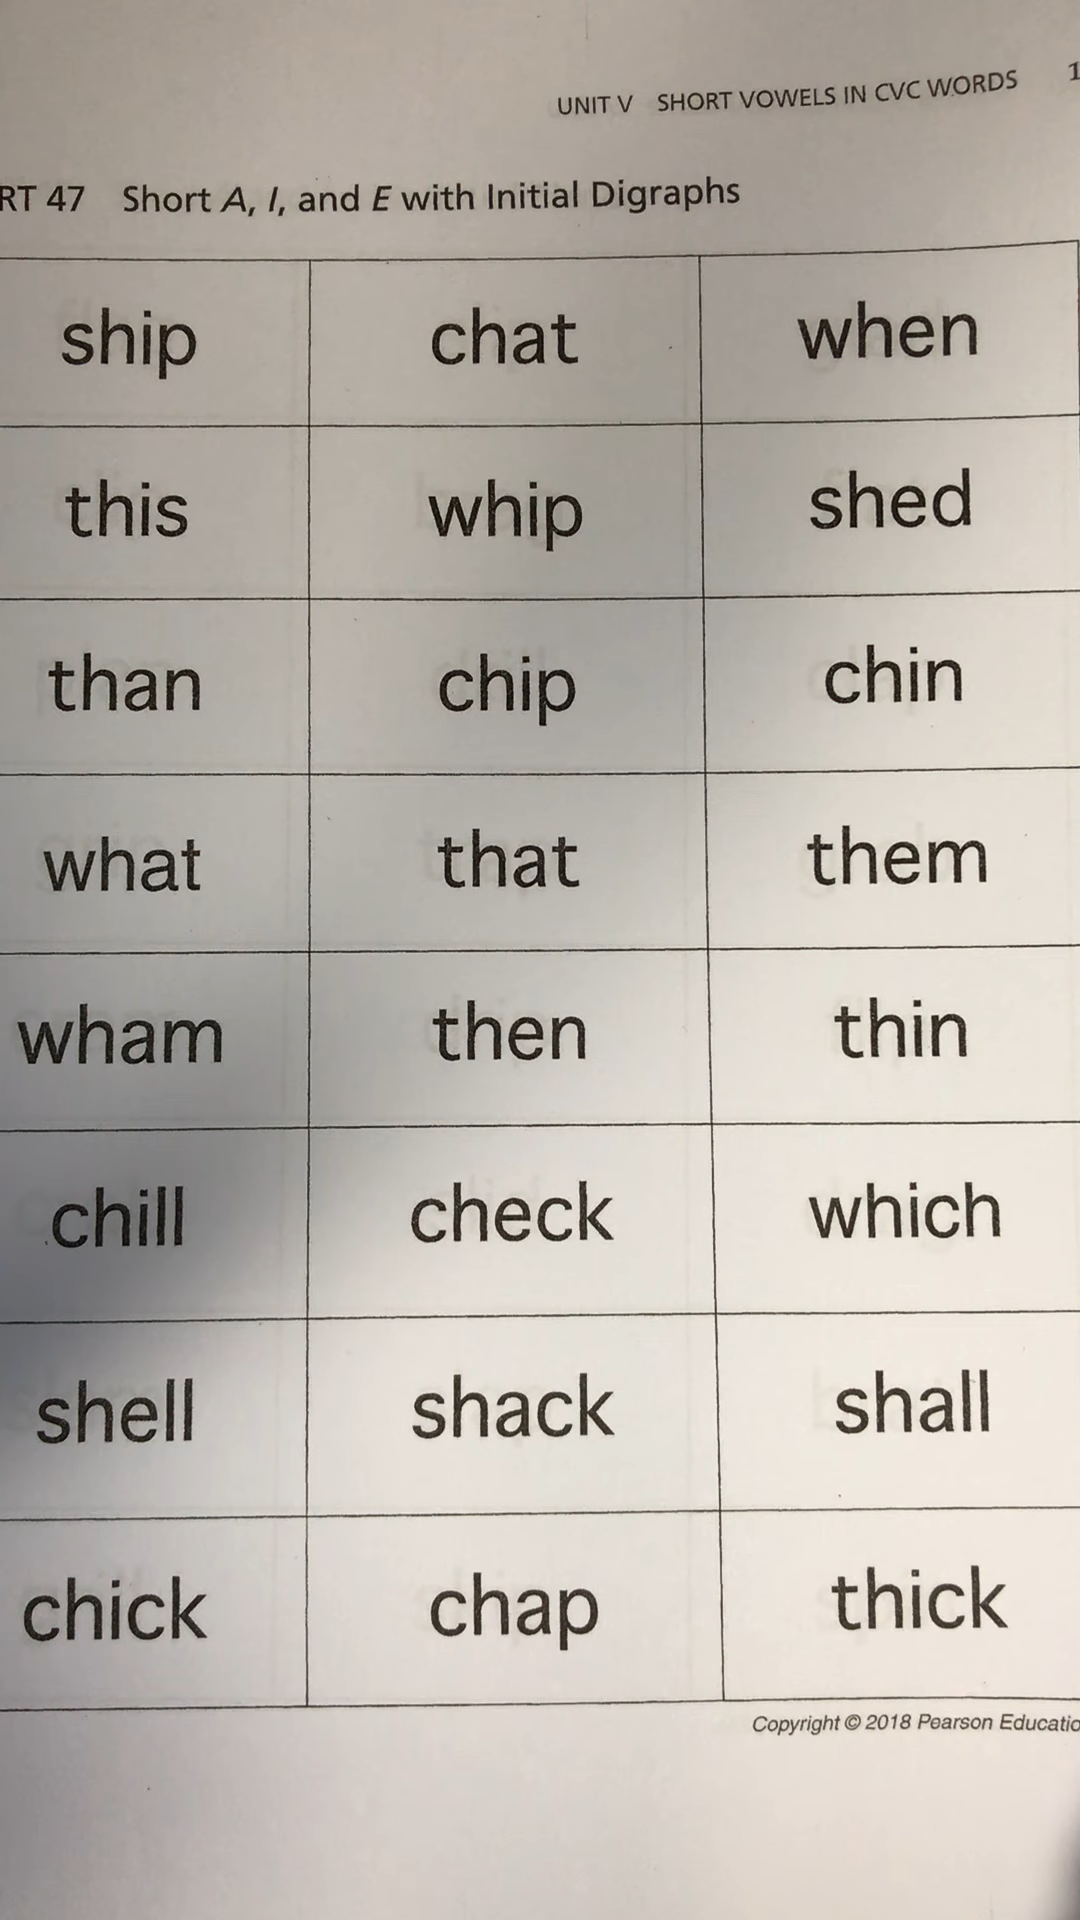 UNIT V SHORT VOWELS IN CVC WORDS 1
RT 47 Short A, I, and E with Initial Digraphs
ship chat when
this whip shed
than chip chin
what that them
wham then thin
chill check which
shell shack shall
chick chap thick
Copyright © 2018 Pearson Educatio